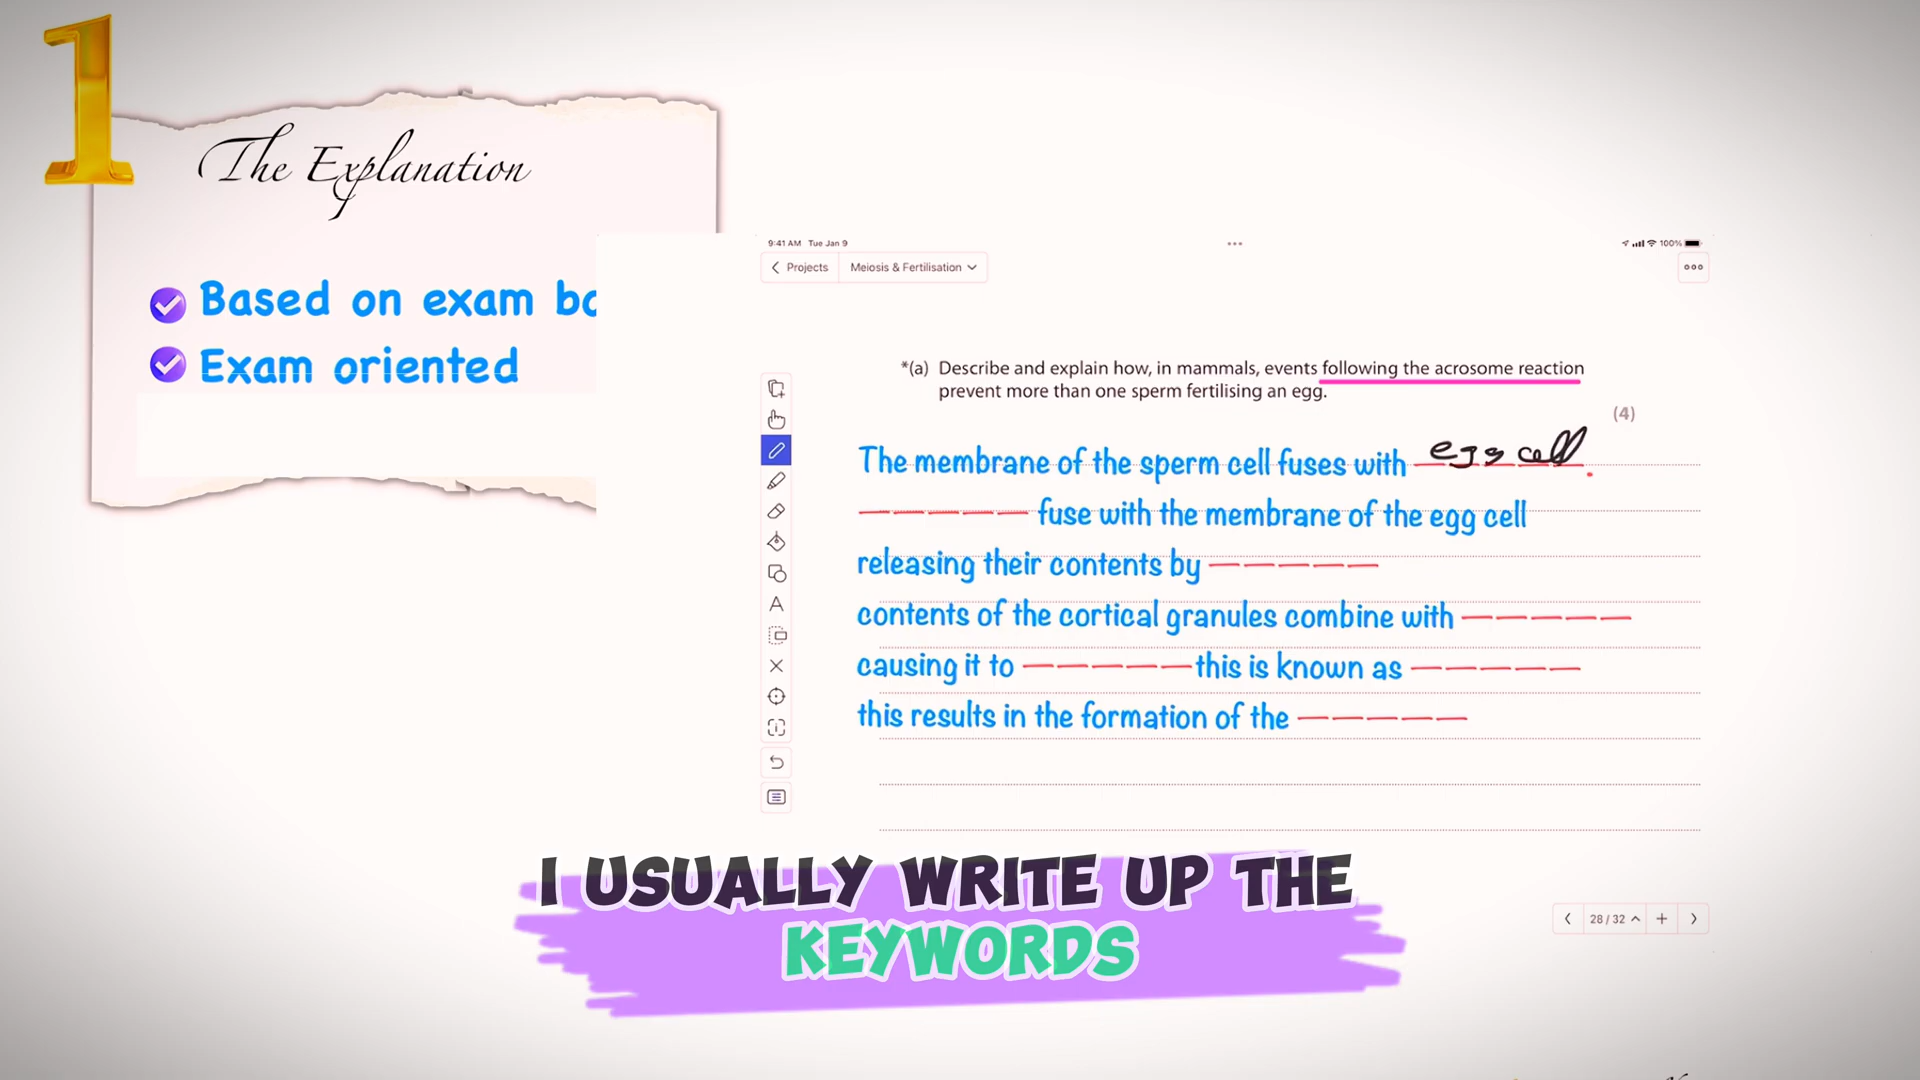 1
The Explanation
Based on exam bo
Exam oriented
9:41 AM Tue Jan 9
100%
Projects
Meiosis & Fertilisation
*(a) Describe and explain how, in mammals, events following the acrosome reaction
prevent more than one sperm fertilising an egg.
(4)
The membrane of the sperm cell fuses with egg cell.
fuse with the membrane of the egg cell
releasing their contents by
contents of the cortical granules combine with
causing it to this is known as
this results in the formation of the
28 / 32
I USUALLY WRITE UP THE
KEYWORDS